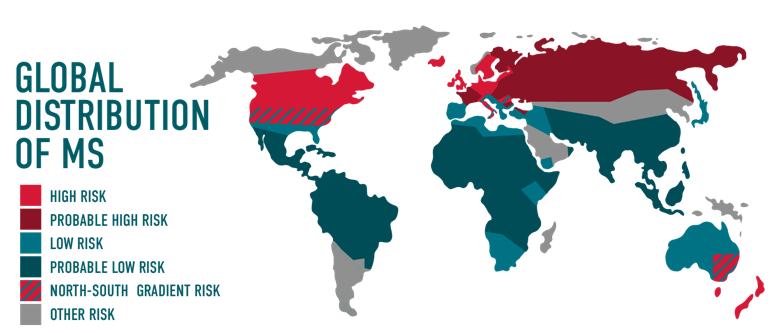 GLOBAL
DISTRIBUTION
OF MS
HIGH RISK
PROBABLE HIGH RISK
LOW RISK
PROBABLE LOW RISK
NORTH-SOUTH GRADIENT RISK
OTHER RISK